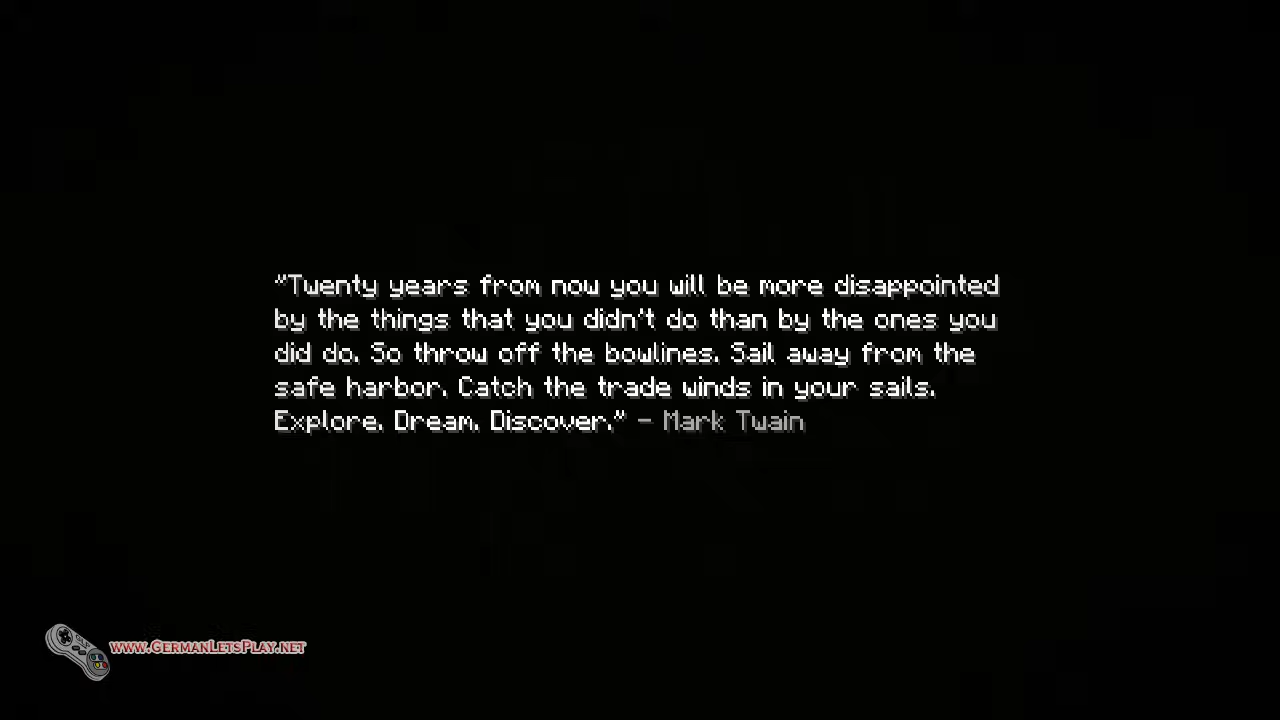 "Twenty years from now you will be more disappointed
by the things that you didn't do than by the ones you
did do. So throw off the bowlines. Sail away from the
safe harbor. Catch the trade winds in your sails.
Explore. Dream. Discover." - Mark Twain
www.GermanLetsPlay.net